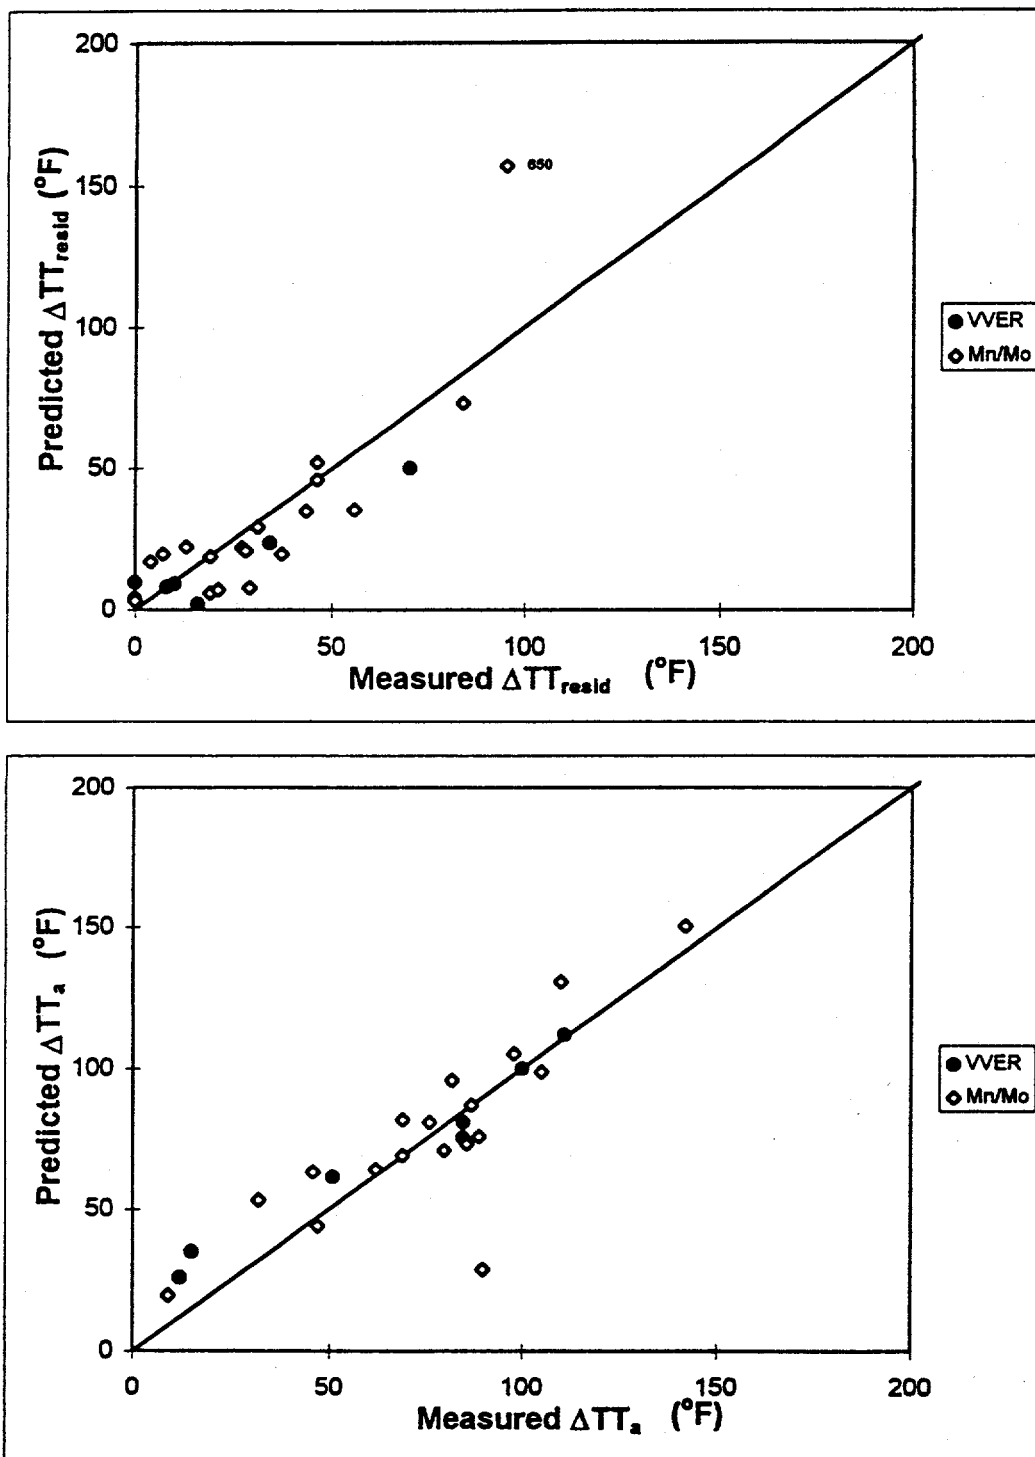 200
150
100
50
0
Predicted ΔTTresid (°F)
650
VVER
Mn/Mo
0 50 100 150 200
Measured ΔTTresid (°F)
200
150
100
50
0
Predicted ΔTTa (°F)
VVER
Mn/Mo
0 50 100 150 200
Measured ΔTTa (°F)